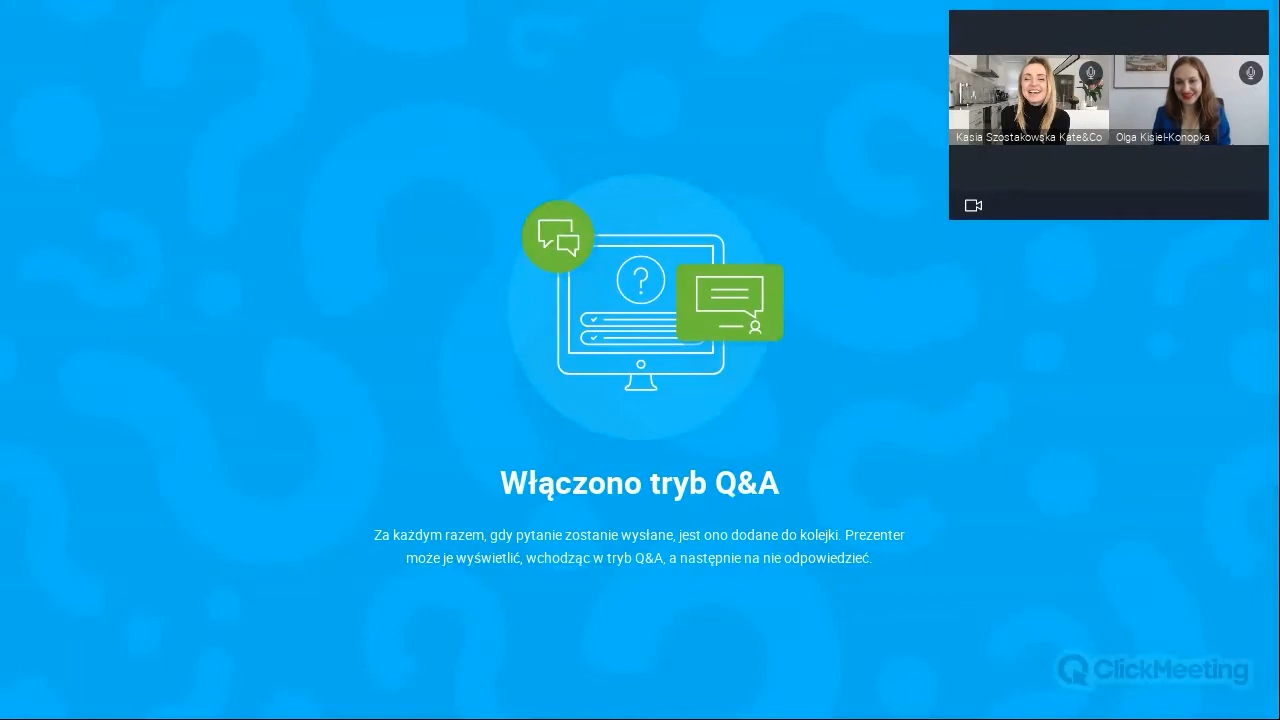 Kasia Szostakowska Kate&Co
Olga Kisiel-Konopka
?
Włączono tryb Q&A
Za każdym razem, gdy pytanie zostanie wysłane, jest ono dodane do kolejki. Prezenter
może je wyświetlić, wchodząc w tryb Q&A, a następnie na nie odpowiedzieć.
ClickMeeting